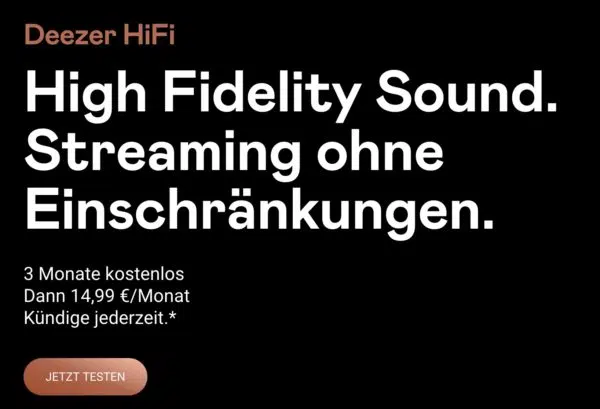 Deezer HiFi
High Fidelity Sound.
Streaming ohne
Einschränkungen.
3 Monate kostenlos
Dann 14,99 €/Monat
Kündige jederzeit.*
JETZT TESTEN